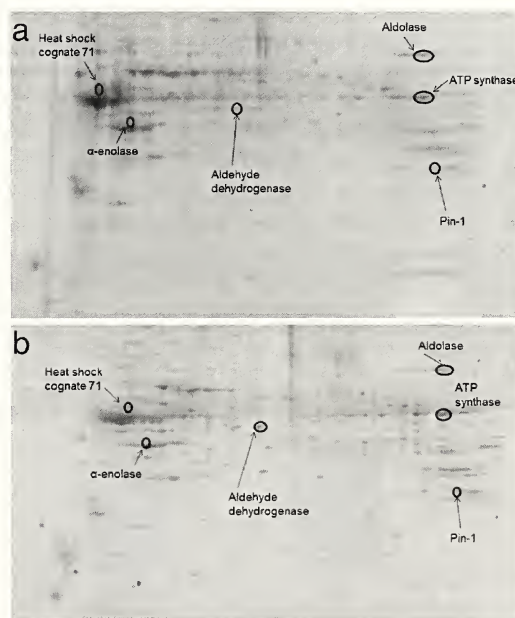 a
Heat shock
cognate 71
Aldolase
ATP synthase
α-enolase
Aldehyde
dehydrogenase
Pin-1
b
Heat shock
cognate 71
Aldolase
ATP
synthase
α-enolase
Aldehyde
dehydrogenase
Pin-1